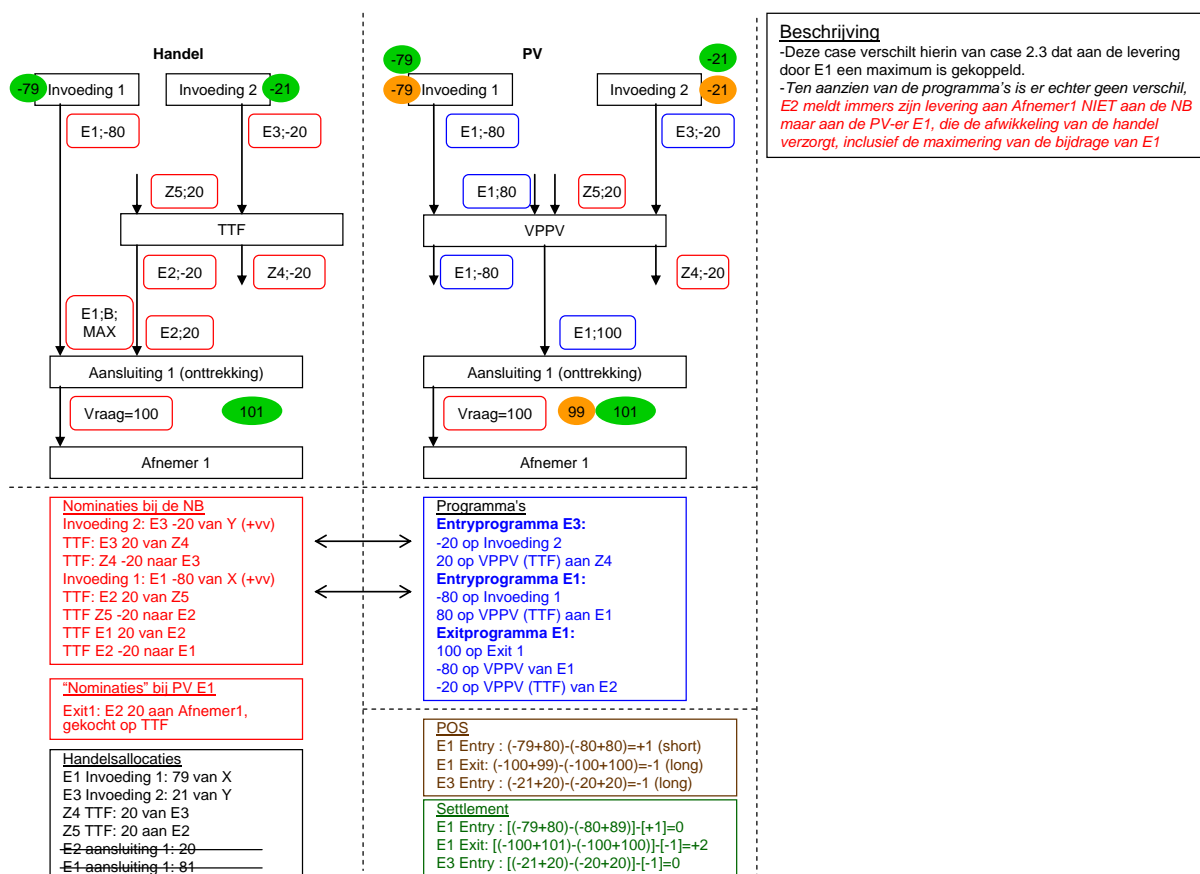 Handel
-79
Invoeding 1
Invoeding 2
-21
E1;-80
E3;-20
Z5;20
TTF
E2;-20
Z4;-20
E1;B;
MAX
E2;20
Aansluiting 1 (onttrekking)
Vraag=100
101
Afnemer 1
PV
-79
-79
Invoeding 1
-21
Invoeding 2
-21
E1;-80
E3;-20
E1;80
Z5;20
VPPV
E1;-80
Z4;-20
E1;100
Aansluiting 1 (onttrekking)
Vraag=100
99
101
Afnemer 1
Beschrijving
-Deze case verschilt hierin van case 2.3 dat aan de levering
door E1 een maximum is gekoppeld.
-Ten aanzien van de programma's is er echter geen verschil,
E2 meldt immers zijn levering aan Afnemer1 NIET aan de NB
maar aan de PV-er E1, die de afwikkeling van de handel
verzorgt, inclusief de maximering van de bijdrage van E1
Nominaties bij de NB
Invoeding 2: E3 -20 van Y (+vv)
TTF: E3 20 van Z4
TTF: Z4 -20 naar E3
Invoeding 1: E1 -80 van X (+vv)
TTF: E2 20 van Z5
TTF Z5 -20 naar E2
TTF E1 20 van E2
TTF E2 -20 naar E1
"Nominaties" bij PV E1
Exit1: E2 20 aan Afnemer1,
gekocht op TTF
Handelsallocaties
E1 Invoeding 1: 79 van X
E3 Invoeding 2: 21 van Y
Z4 TTF: 20 van E3
Z5 TTF: 20 aan E2
E2 aansluiting 1: 20
E1 aansluiting 1: 81
Programma's
Entryprogramma E3:
-20 op Invoeding 2
20 op VPPV (TTF) aan Z4
Entryprogramma E1:
-80 op Invoeding 1
80 op VPPV (TTF) aan E1
Exitprogramma E1:
100 op Exit 1
-80 op VPPV van E1
-20 op VPPV (TTF) van E2
POS
E1 Entry : (-79+80)-(-80+80)=+1 (short)
E1 Exit: (-100+99)-(-100+100)=-1 (long)
E3 Entry : (-21+20)-(-20+20)=-1 (long)
Settlement
E1 Entry : [(-79+80)-(-80+89)]-[+1]=0
E1 Exit: [(-100+101)-(-100+100)]-[-1]=+2
E3 Entry : [(-21+20)-(-20+20)]-[-1]=0